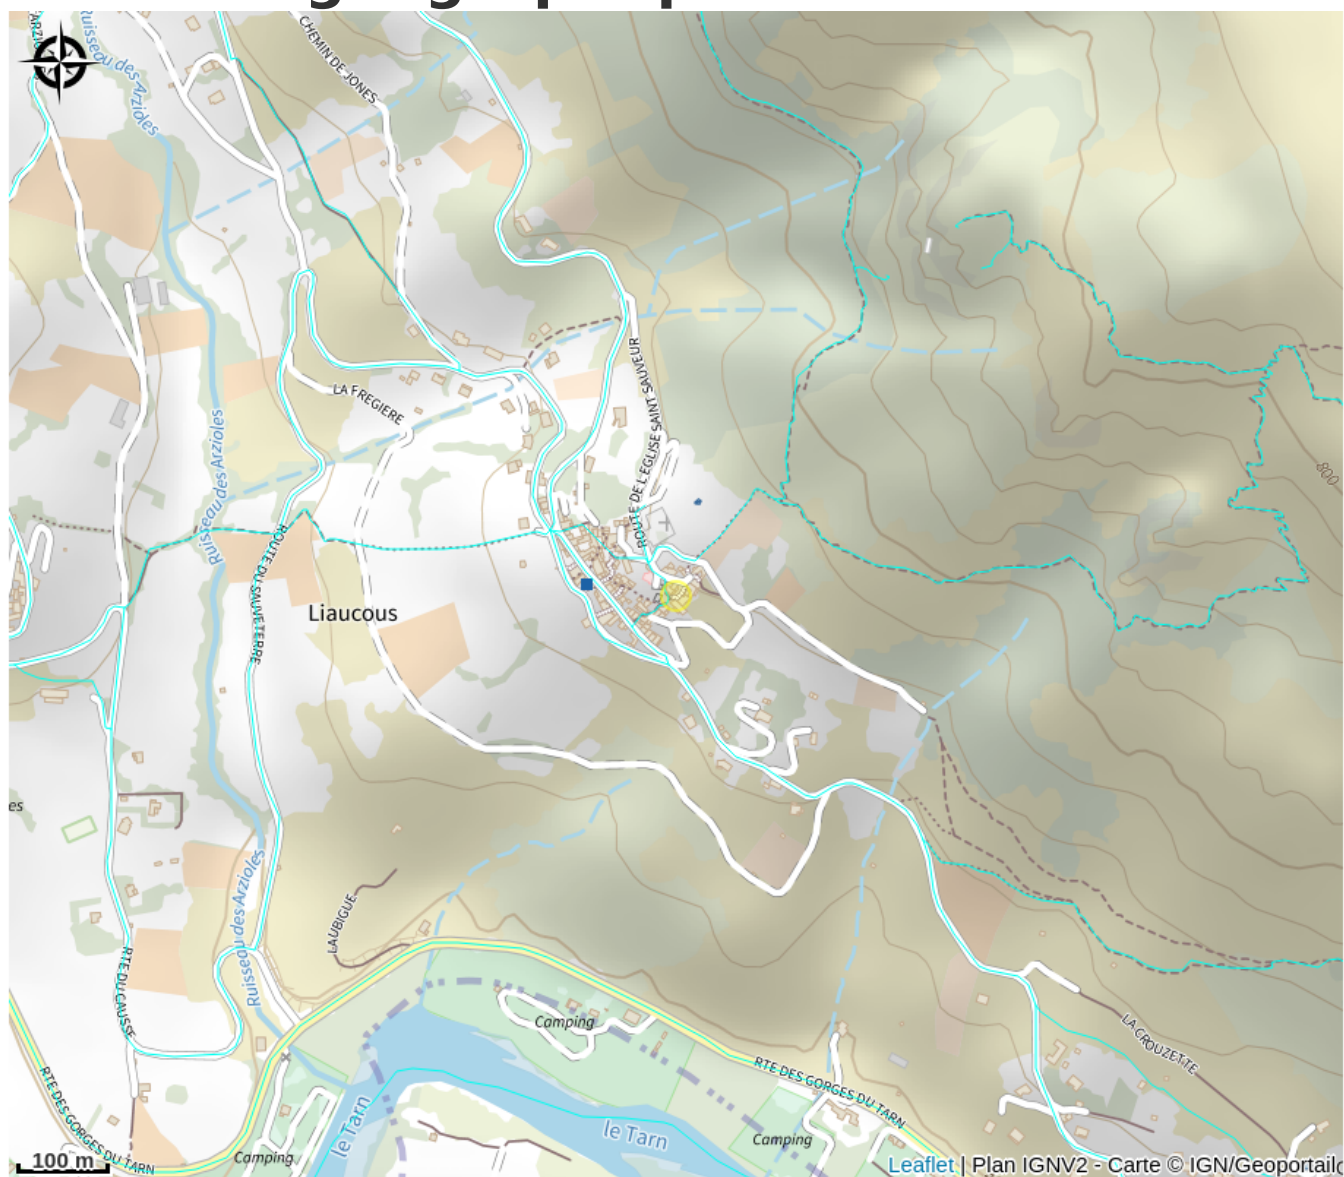 Ruisseau des Arzioles
CHEMIN DE JONES
ROUTE DE L'EGLISE SAINT SAUVEUR
LA FREGIERE
Ruisseau des Arzioles
800
ROUTE DU SAUVETERRE
Liaucous
es
Ruisseau des Arzioles
LAUBIGUE
RTE DU CAUSSE
Camping
LA CROUZETTE
RTE DES GORGES DU TARN
RTE DES GORGES DU TARN
le Tarn
le Tarn
Camping
Camping
100 m
Leaflet | Plan IGNV2 - Carte © IGN/Geoportail